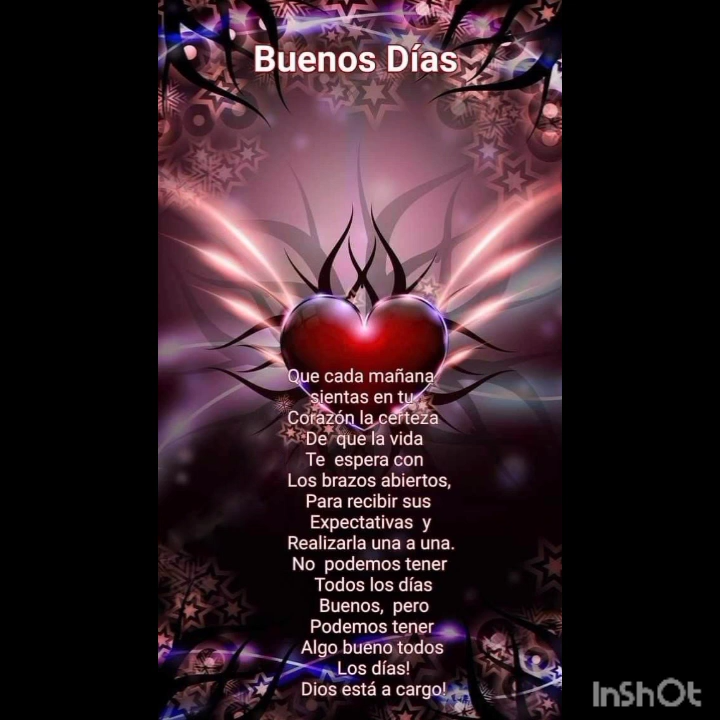 Buenos Días
Que cada mañana
sientas en tu
Corazón la certeza
De que la vida
Te espera con
Los brazos abiertos,
Para recibir sus
Expectativas y
Realizarla una a una.
No podemos tener
Todos los días
Buenos, pero
Podemos tener
Algo bueno todos
Los días!
Dios está a cargo!
InShOt